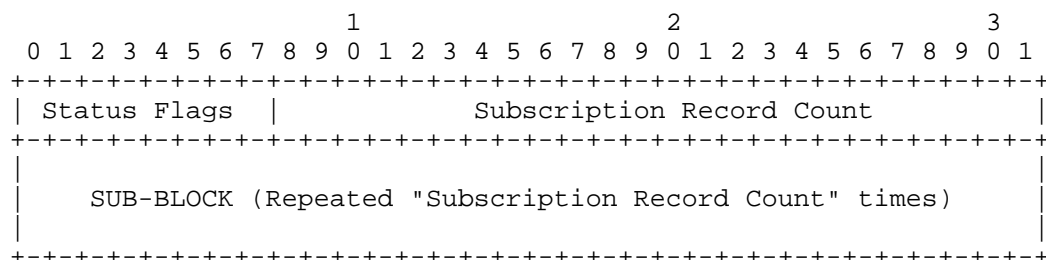 1                   2                   3
 0 1 2 3 4 5 6 7 8 9 0 1 2 3 4 5 6 7 8 9 0 1 2 3 4 5 6 7 8 9 0 1
+-+-+-+-+-+-+-+-+-+-+-+-+-+-+-+-+-+-+-+-+-+-+-+-+-+-+-+-+-+-+-+-+
| Status Flags  |           Subscription Record Count           |
+-+-+-+-+-+-+-+-+-+-+-+-+-+-+-+-+-+-+-+-+-+-+-+-+-+-+-+-+-+-+-+-+
|                                                               |
|    SUB-BLOCK (Repeated "Subscription Record Count" times)     |
|                                                               |
+-+-+-+-+-+-+-+-+-+-+-+-+-+-+-+-+-+-+-+-+-+-+-+-+-+-+-+-+-+-+-+-+